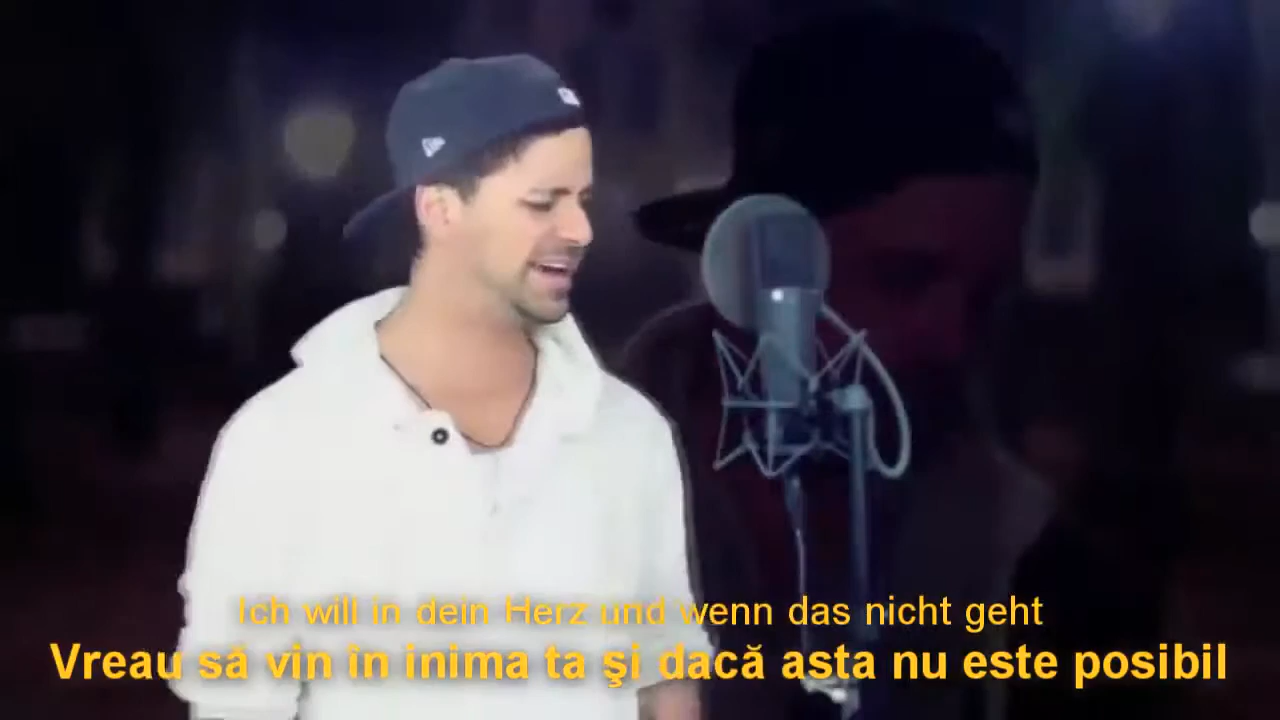 Ich will in dein Herz und wenn das nicht geht
Vreau să vin în inima ta şi dacă asta nu este posibil